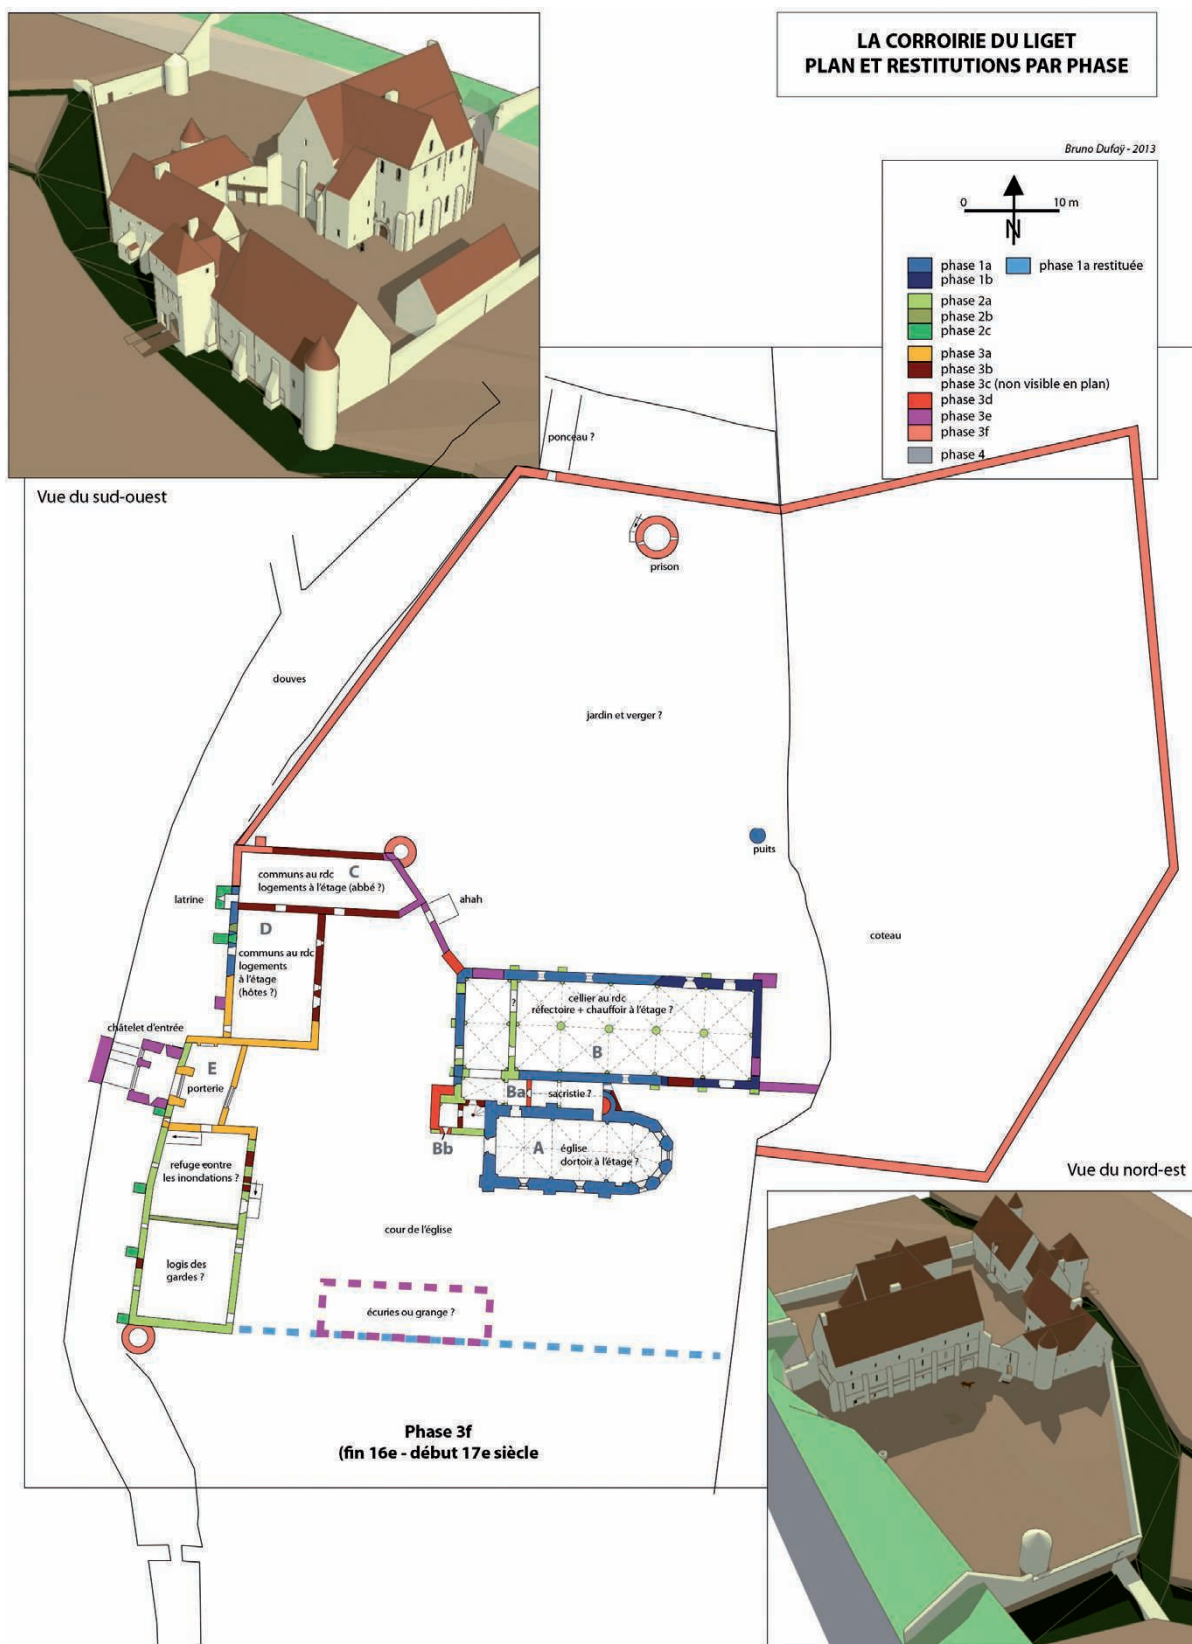 LA CORROIRIE DU LIGET
PLAN ET RESTITUTIONS PAR PHASE
Bruno Dufaÿ - 2013
0 10 m
N
phase 1a phase 1a restituée
phase 1b
phase 2a
phase 2b
phase 2c
phase 3a
phase 3b
phase 3c (non visible en plan)
phase 3d
phase 3e
phase 3f
phase 4
Vue du sud-ouest
ponceau ?
prison
douves
jardin et verger ?
puits
coteau
communs au rdc C
logements à l'étage (abbé ?)
latrine
ahah
D
communs au rdc
logements
à l'étage
(hôtes ?)
châtelet d'entrée
E
porterie
?
cellier au rdc
réfectoire + chauffoir à l'étage ?
B
Ba
sacristie ?
Bb
A
église
dortoir à l'étage ?
refuge contre
les inondations ?
logis des
gardes ?
cour de l'église
écuries ou grange ?
Vue du nord-est
Phase 3f
(fin 16e - début 17e siècle